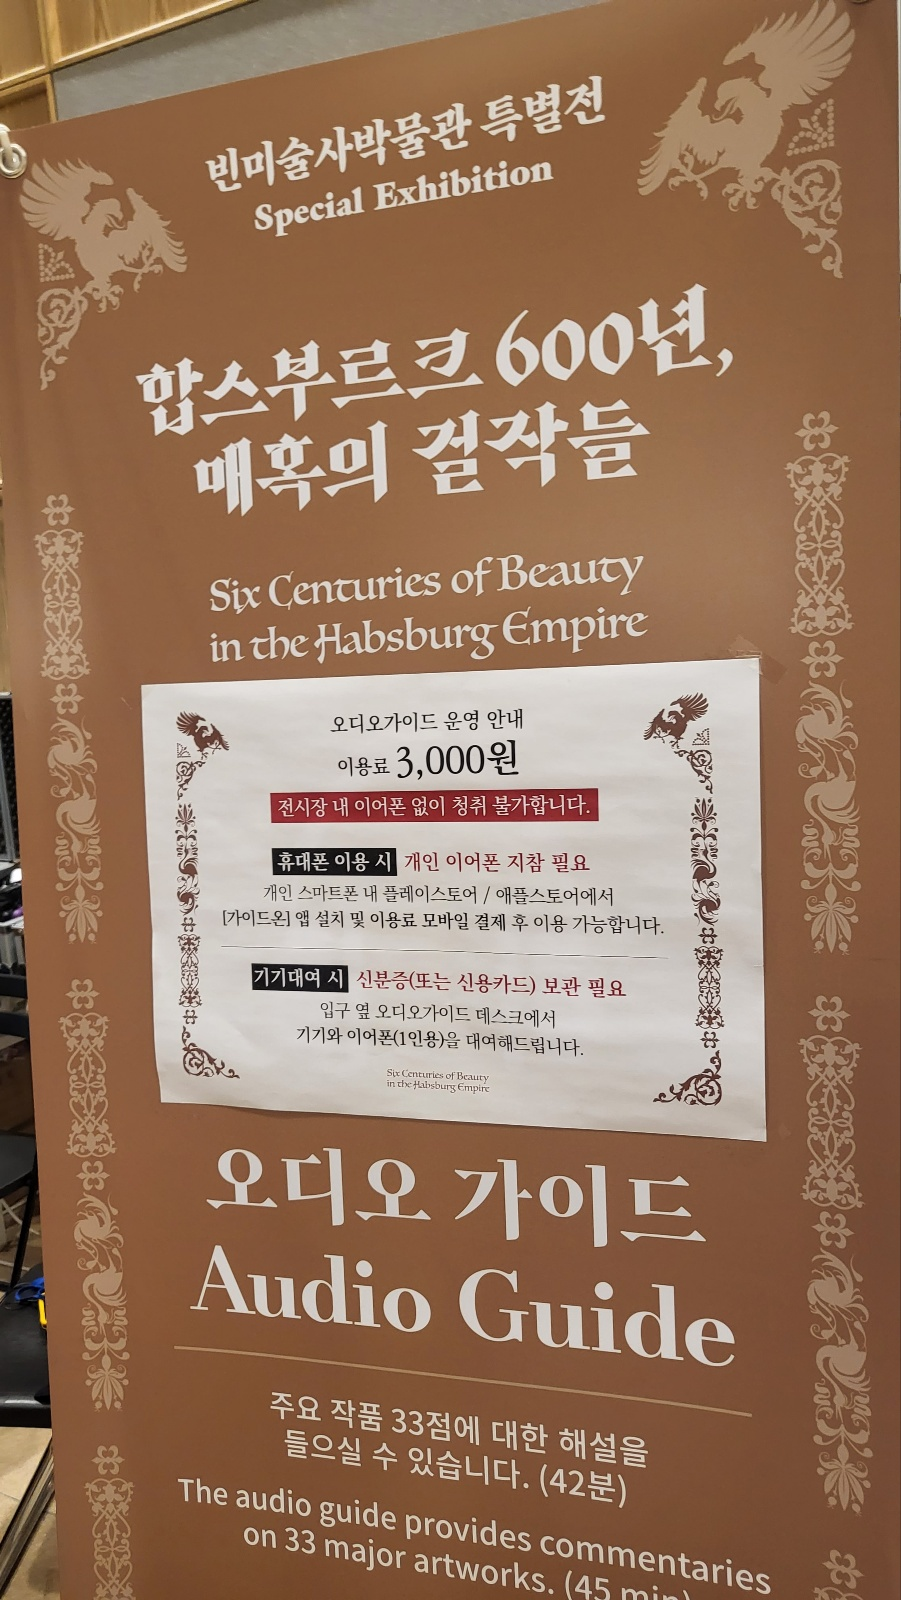 빈미술사박물관 특별전
Special Exhibition
합스부르크 600년,
매혹의 걸작들
Six Centuries of Beauty
in the Habsburg Empire
오디오가이드 운영 안내
이용료 3,000원
전시장 내 이어폰 없이 청취 불가합니다.
휴대폰 이용 시 개인 이어폰 지참 필요
개인 스마트폰 내 플레이스토어 / 애플스토어에서
[가이드온] 앱 설치 및 이용료 모바일 결제 후 이용 가능합니다.
기기대여 시 신분증(또는 신용카드) 보관 필요
입구 옆 오디오가이드 데스크에서
기기와 이어폰(1인용)을 대여해드립니다.
Six Centuries of Beauty
in the Habsburg Empire
오디오 가이드
Audio Guide
주요 작품 33점에 대한 해설을
들으실 수 있습니다. (42분)
The audio guide provides commentaries
on 33 major artworks. (45 min)